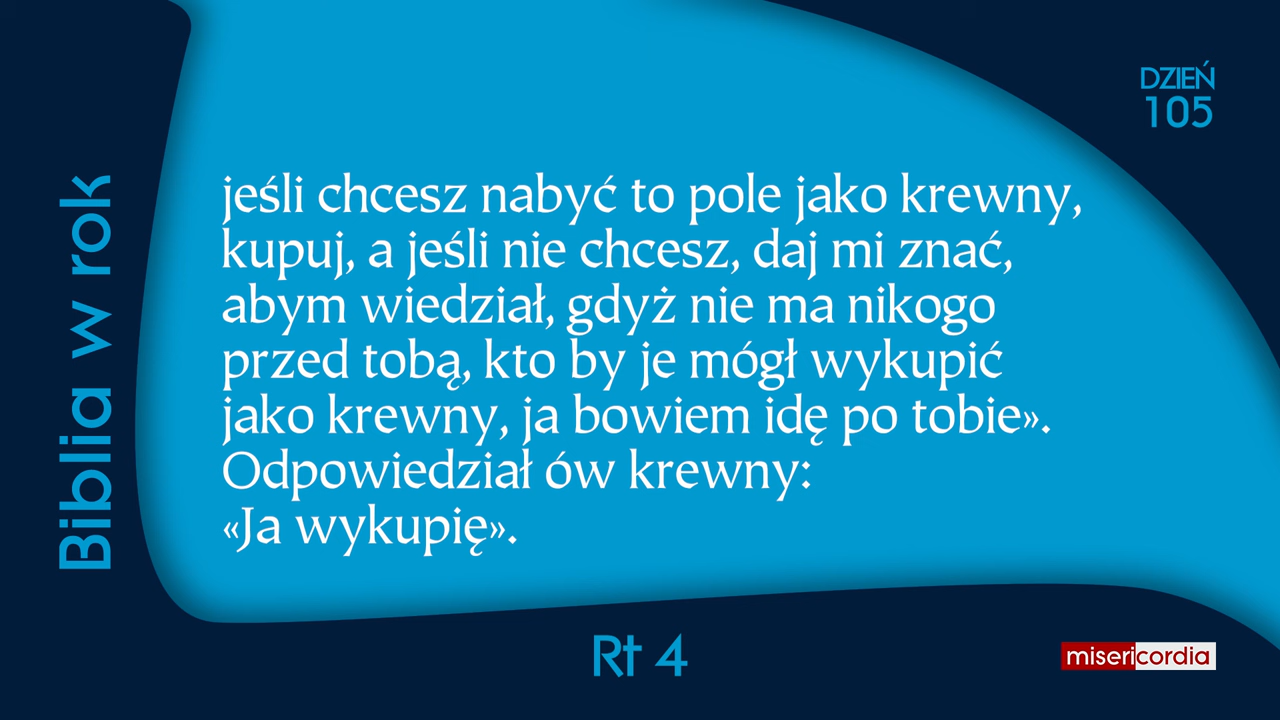 DZIEŃ
105
Biblia w rok
jeśli chcesz nabyć to pole jako krewny,
kupuj, a jeśli nie chcesz, daj mi znać,
abym wiedział, gdyż nie ma nikogo
przed tobą, kto by je mógł wykupić
jako krewny, ja bowiem idę po tobie».
Odpowiedział ów krewny:
«Ja wykupię».
Rt 4
misericordia